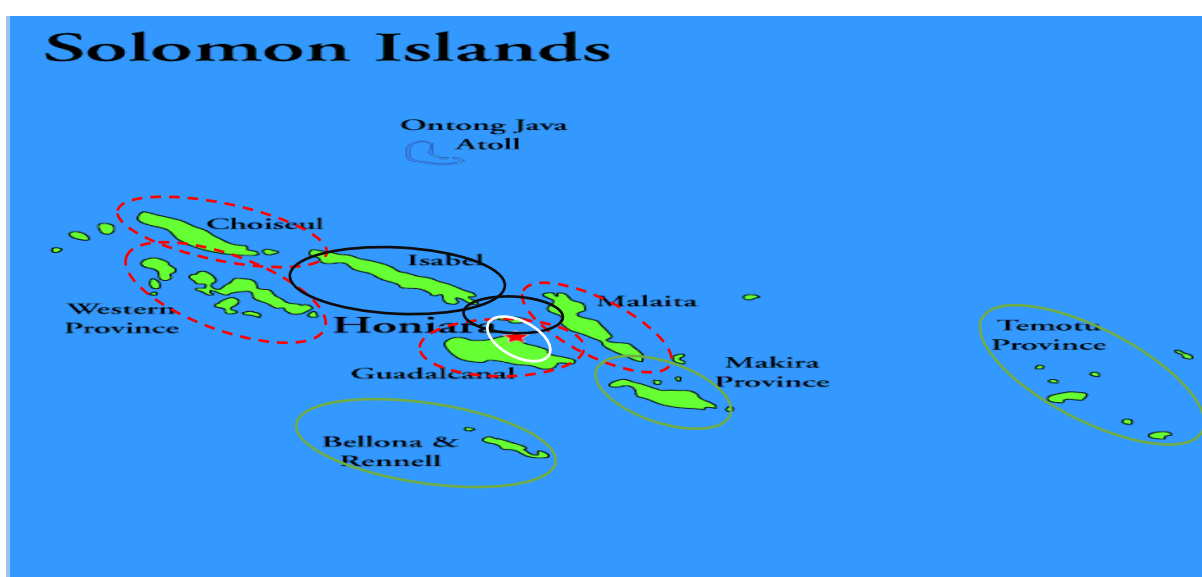 Solomon Islands
Ontong Java
Atoll
Choiseul
Isabel
Western
Province
Malaita
Honiara
Temotu
Province
Guadalcanal
Makira
Province
Bellona &
Rennell